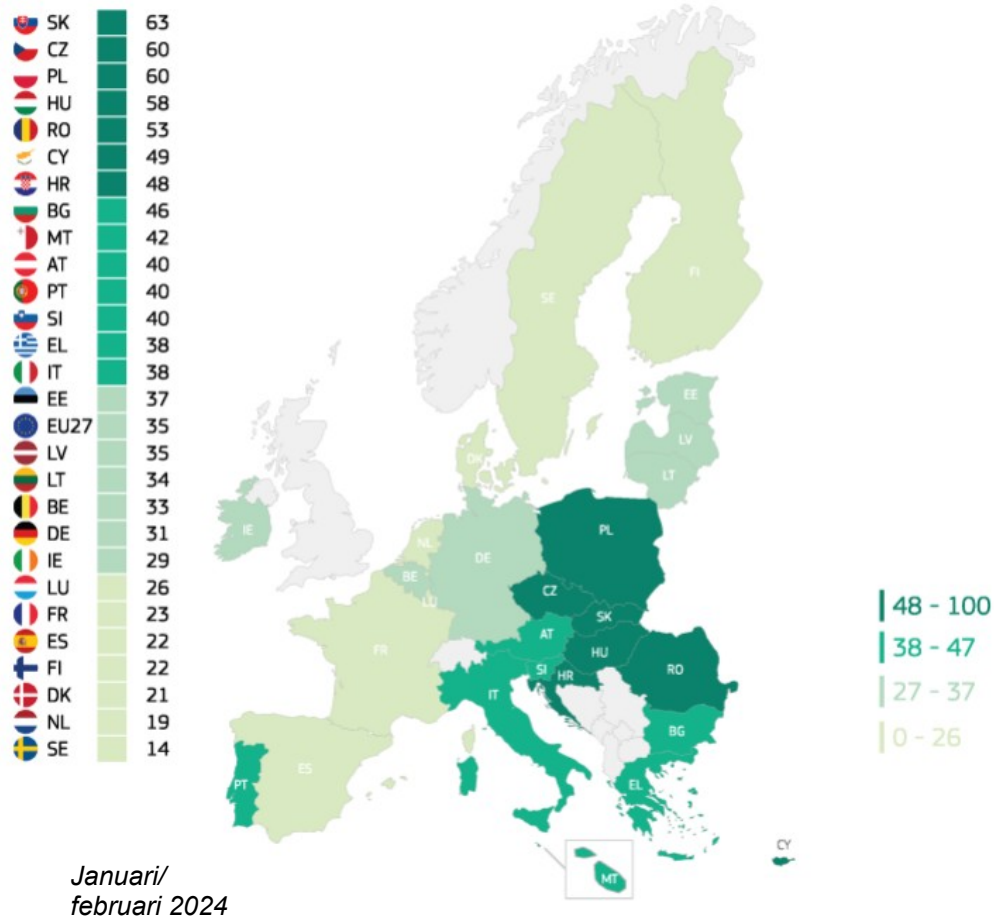 SK 63
CZ 60
PL 60
HU 58
RO 53
CY 49
HR 48
BG 46
MT 42
AT 40
PT 40
SI 40
EL 38
IT 38
EE 37
EU27 35
LV 35
LT 34
BE 33
DE 31
IE 29
LU 26
FR 23
ES 22
FI 22
DK 21
NL 19
SE 14
FI
SE
EE
LV
DK
LT
IE
PL
NL
DE
BE
CZ
LU
SK
AT
FR
HU
SI
HR
RO
IT
BG
ES
PT
EL
CY
MT
48 - 100
38 - 47
27 - 37
0 - 26
Januari/
februari 2024